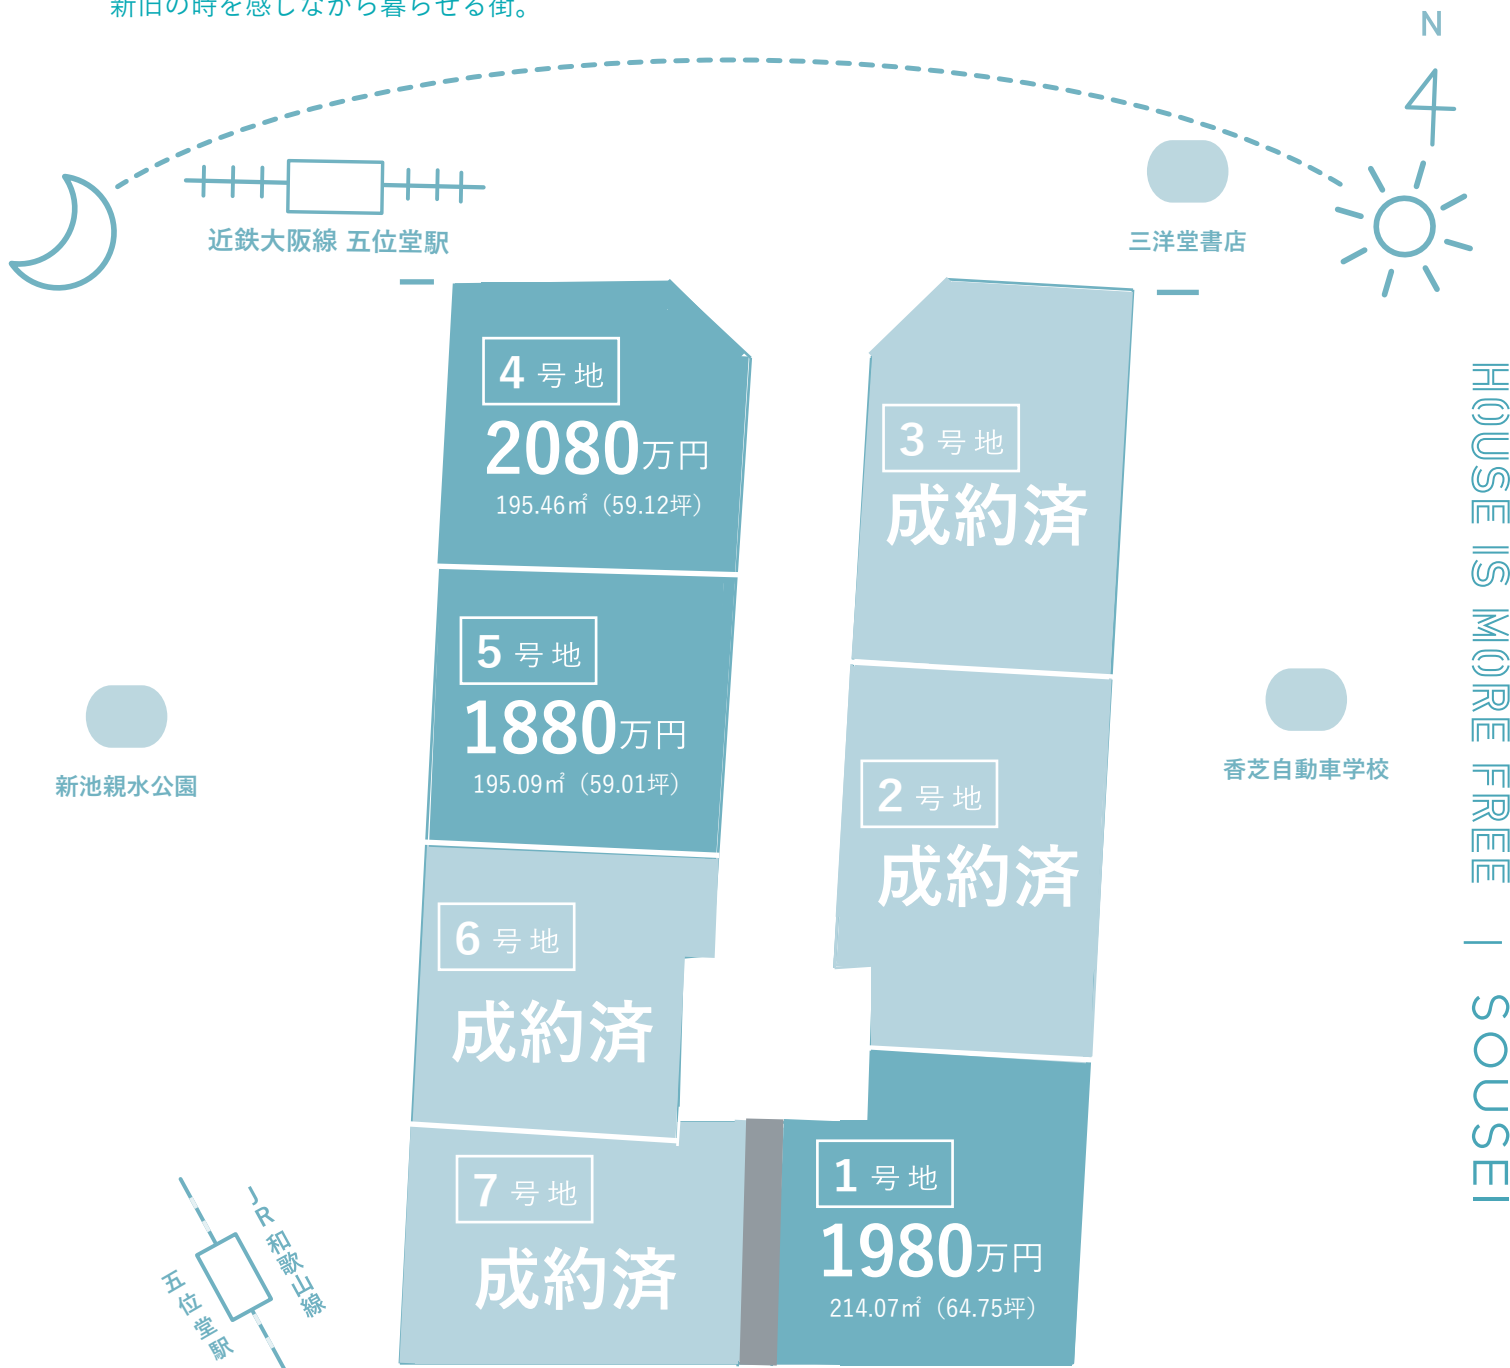 新旧の時を感じながら暮らせる街。
N
近鉄大阪線 五位堂駅
三洋堂書店
4 号地
2080万円
195.46㎡（59.12坪）
3 号地
成約済
5 号地
1880万円
195.09㎡（59.01坪）
2 号地
成約済
新池親水公園
香芝自動車学校
6 号地
成約済
7 号地
成約済
1 号地
1980万円
214.07㎡（64.75坪）
JR和歌山線
五位堂駅
HOUSE IS MORE FREE | SOUSEI